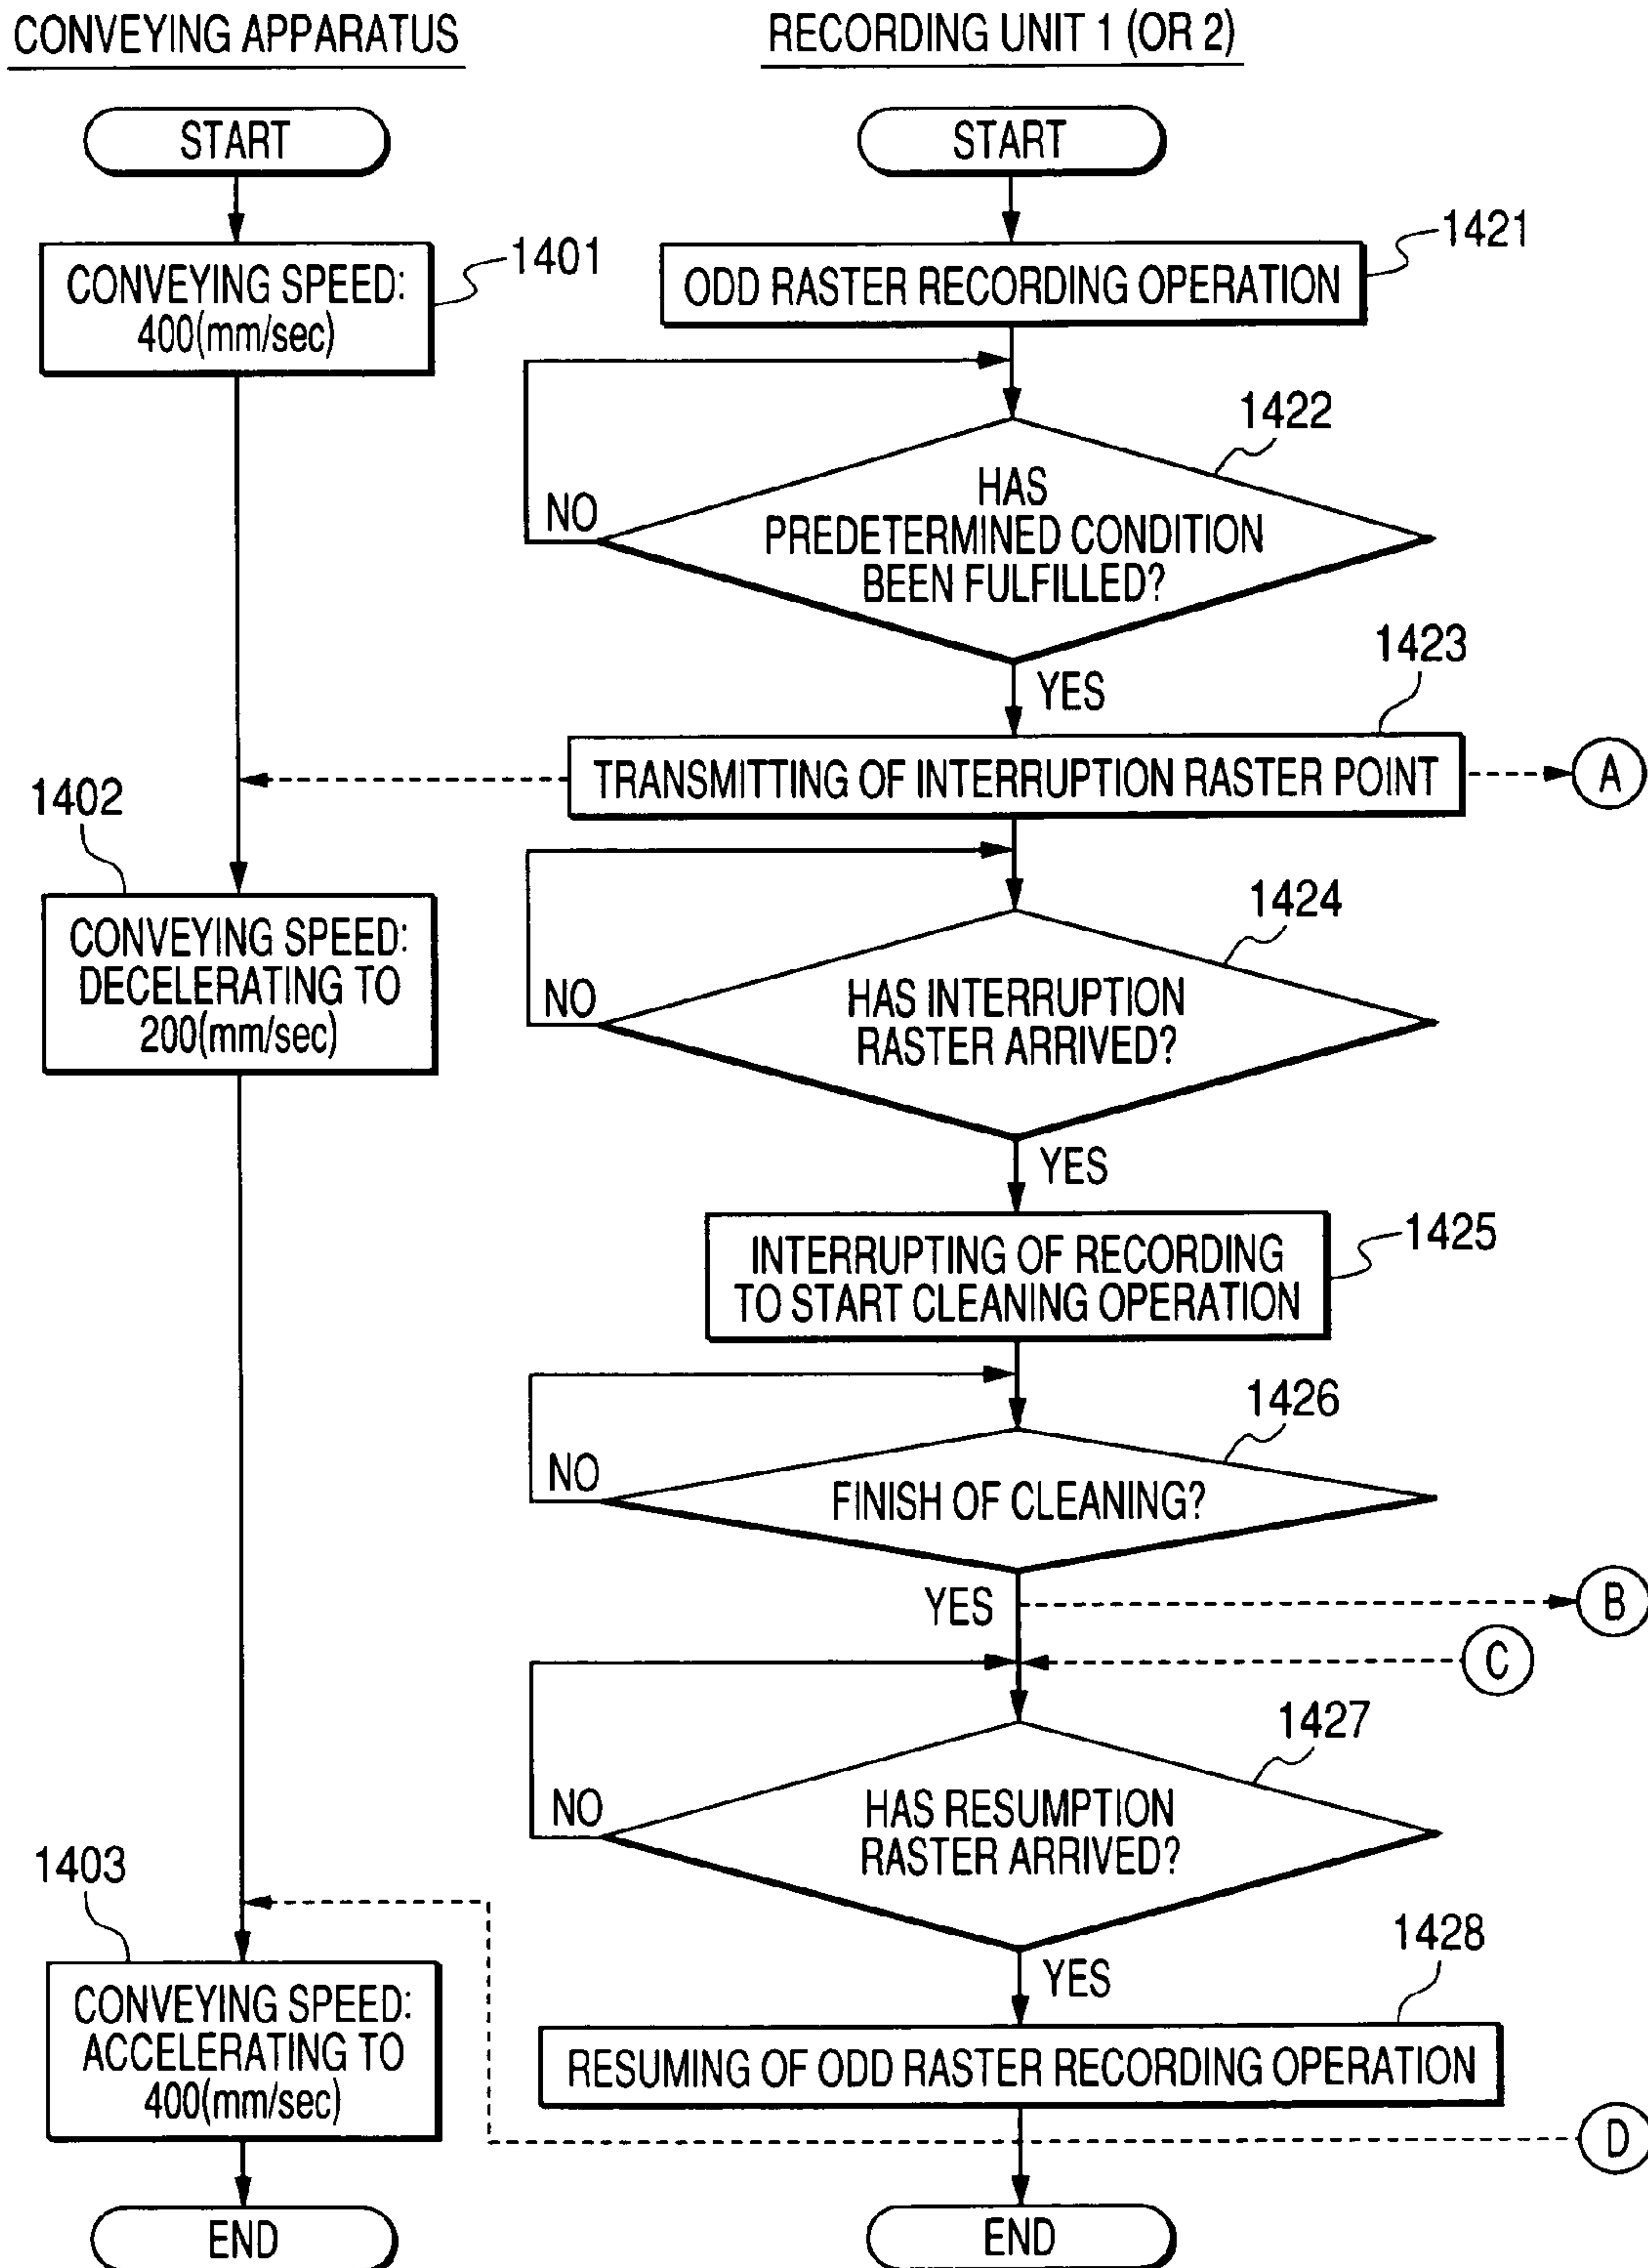 CONVEYING APPARATUS
START
1401
CONVEYING SPEED:
400(mm/sec)
1402
CONVEYING SPEED:
DECELERATING TO
200(mm/sec)
1403
CONVEYING SPEED:
ACCELERATING TO
400(mm/sec)
END
RECORDING UNIT 1 (OR 2)
START
1421
ODD RASTER RECORDING OPERATION
1422
HAS
PREDETERMINED CONDITION
BEEN FULFILLED?
NO
YES
1423
TRANSMITTING OF INTERRUPTION RASTER POINT
A
1424
HAS INTERRUPTION
RASTER ARRIVED?
NO
YES
1425
INTERRUPTING OF RECORDING
TO START CLEANING OPERATION
1426
FINISH OF CLEANING?
NO
YES
B
C
1427
HAS RESUMPTION
RASTER ARRIVED?
NO
YES
1428
RESUMING OF ODD RASTER RECORDING OPERATION
D
END